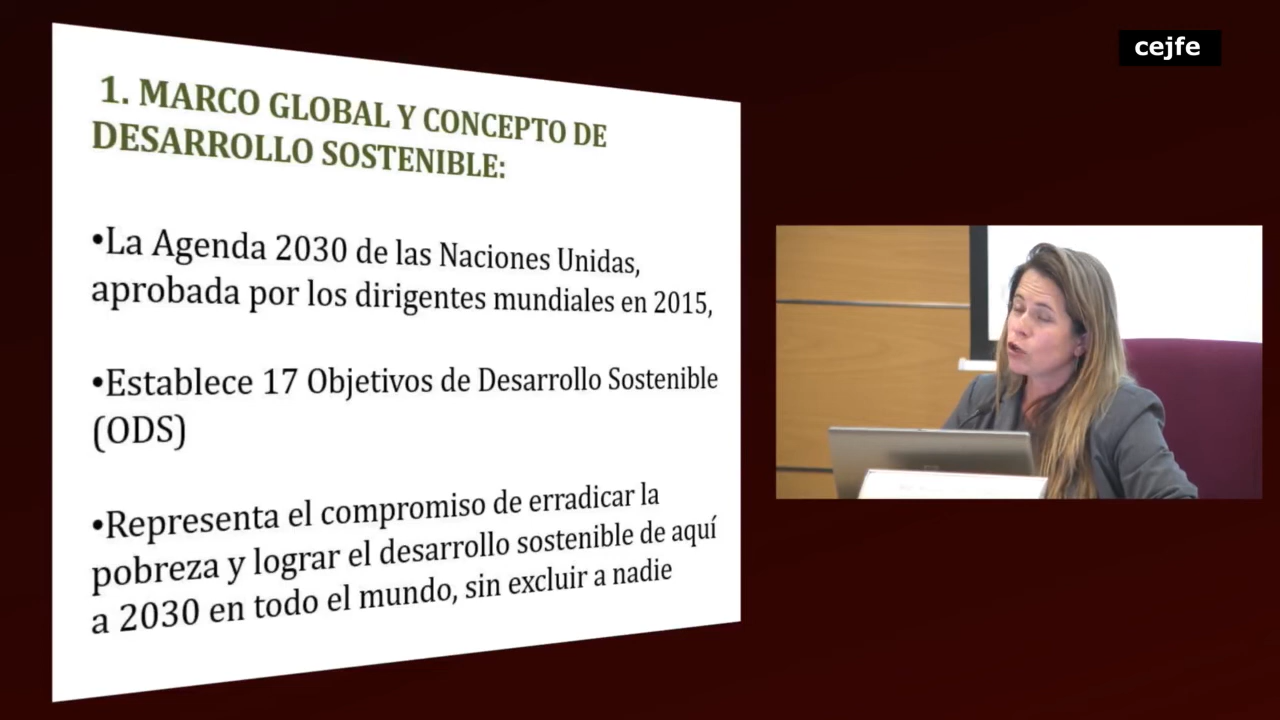 cejfe
1. MARCO GLOBAL Y CONCEPTO DE
DESARROLLO SOSTENIBLE:
•La Agenda 2030 de las Naciones Unidas,
aprobada por los dirigentes mundiales en 2015,
•Establece 17 Objetivos de Desarrollo Sostenible
(ODS)
•Representa el compromiso de erradicar la
pobreza y lograr el desarrollo sostenible de aquí
a 2030 en todo el mundo, sin excluir a nadie